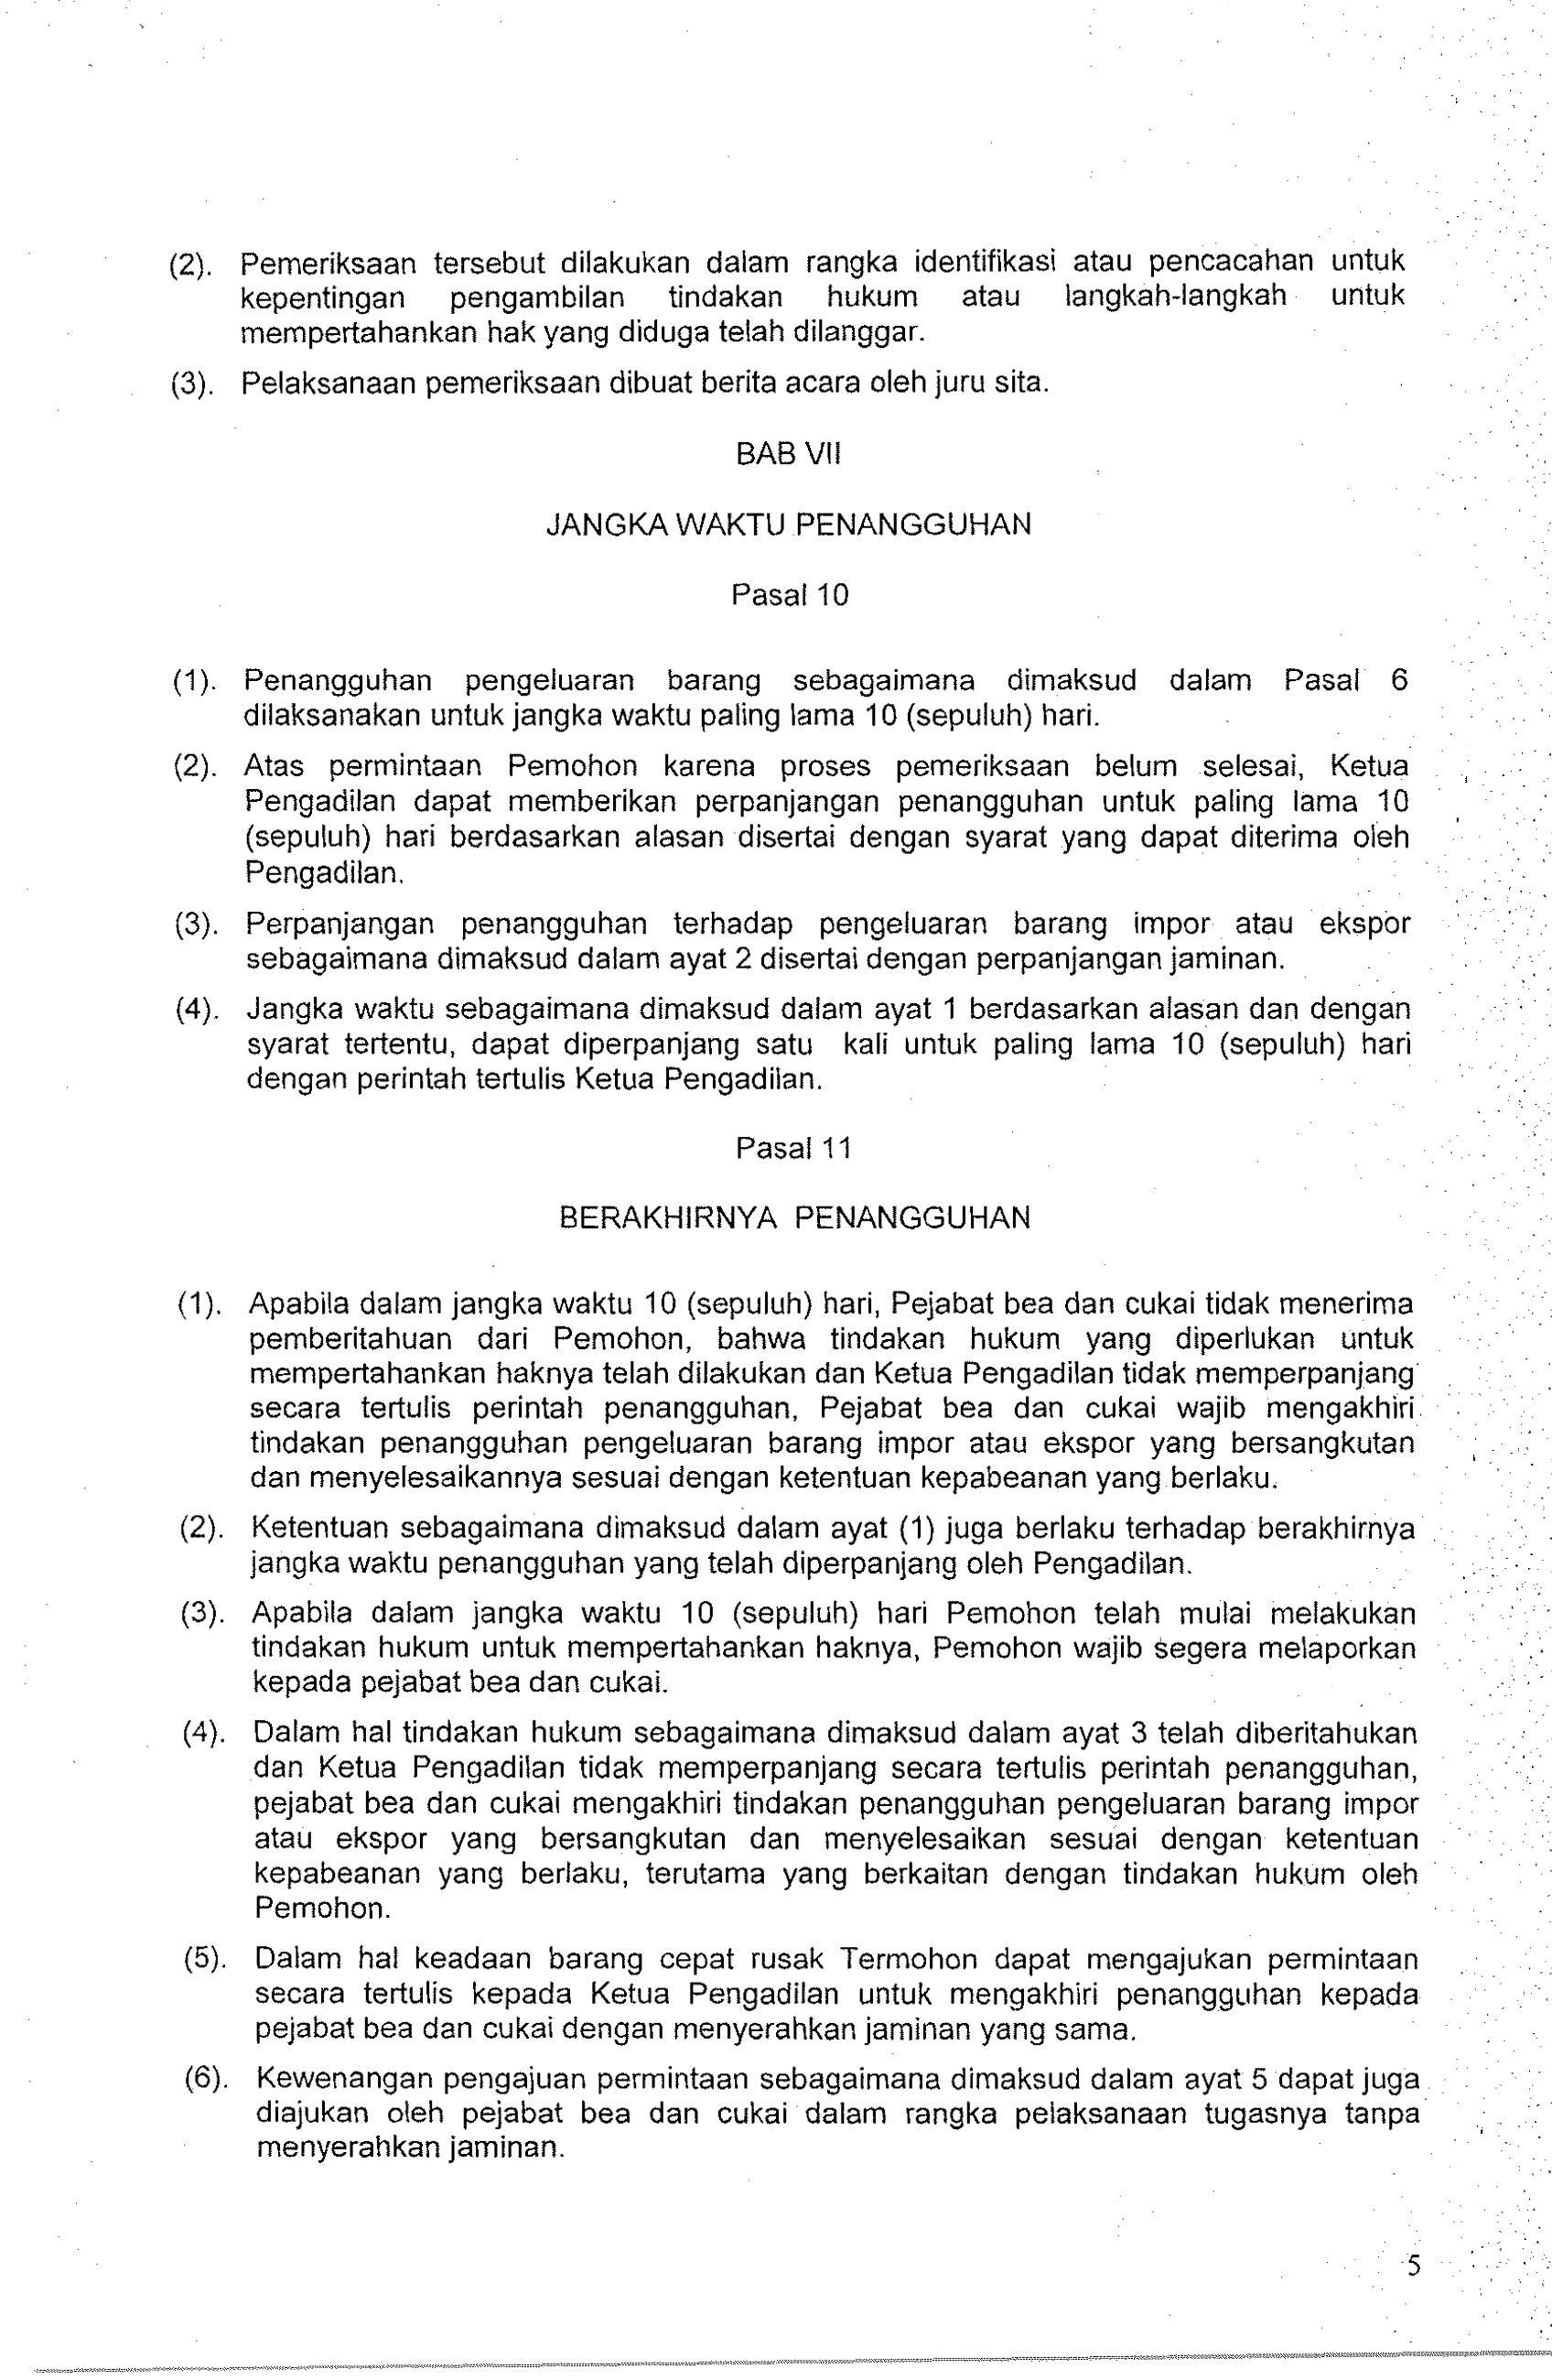 (2). Pemeriksaan tersebut dilakukan dalam rangka identifikasi atau pencacahan untuk
kepentingan pengambilan tindakan hukum atau langkah-langkah untuk
mempertahankan hak yang diduga telah dilanggar.
(3). Pelaksanaan pemeriksaan dibuat berita acara oleh juru sita.
BAB VII
JANGKA WAKTU PENANGGUHAN
Pasal 10
(1). Penangguhan pengeluaran barang sebagaimana dimaksud dalam Pasal 6
dilaksanakan untuk jangka waktu paling lama 10 (sepuluh) hari.
(2). Atas permintaan Pemohon karena proses pemeriksaan belum selesai, Ketua
Pengadilan dapat memberikan perpanjangan penangguhan untuk paling lama 10
(sepuluh) hari berdasarkan alasan disertai dengan syarat yang dapat diterima oleh
Pengadilan.
(3). Perpanjangan penangguhan terhadap pengeluaran barang impor atau ekspor
sebagaimana dimaksud dalam ayat 2 disertai dengan perpanjangan jaminan.
(4). Jangka waktu sebagaimana dimaksud dalam ayat 1 berdasarkan alasan dan dengan
syarat tertentu, dapat diperpanjang satu kali untuk paling lama 10 (sepuluh) hari
dengan perintah tertulis Ketua Pengadilan.
Pasal 11
BERAKHIRNYA PENANGGUHAN
(1). Apabila dalam jangka waktu 10 (sepuluh) hari, Pejabat bea dan cukai tidak menerima
pemberitahuan dari Pemohon, bahwa tindakan hukum yang diperlukan untuk
mempertahankan haknya telah dilakukan dan Ketua Pengadilan tidak memperpanjang
secara tertulis perintah penangguhan, Pejabat bea dan cukai wajib mengakhiri
tindakan penangguhan pengeluaran barang impor atau ekspor yang bersangkutan
dan menyelesaikannya sesuai dengan ketentuan kepabeanan yang berlaku.
(2). Ketentuan sebagaimana dimaksud dalam ayat (1) juga berlaku terhadap berakhirnya
jangka waktu penangguhan yang telah diperpanjang oleh Pengadilan.
(3). Apabila dalam jangka waktu 10 (sepuluh) hari Pemohon telah mulai melakukan
tindakan hukum untuk mempertahankan haknya, Pemohon wajib segera melaporkan
kepada pejabat bea dan cukai.
(4). Dalam hal tindakan hukum sebagaimana dimaksud dalam ayat 3 telah diberitahukan
dan Ketua Pengadilan tidak memperpanjang secara tertulis perintah penangguhan,
pejabat bea dan cukai mengakhiri tindakan penangguhan pengeluaran barang impor
atau ekspor yang bersangkutan dan menyelesaikan sesuai dengan ketentuan
kepabeanan yang berlaku, terutama yang berkaitan dengan tindakan hukum oleh
Pemohon.
(5). Dalam hal keadaan barang cepat rusak Termohon dapat mengajukan permintaan
secara tertulis kepada Ketua Pengadilan untuk mengakhiri penangguhan kepada
pejabat bea dan cukai dengan menyerahkan jaminan yang sama.
(6). Kewenangan pengajuan permintaan sebagaimana dimaksud dalam ayat 5 dapat juga
diajukan oleh pejabat bea dan cukai dalam rangka pelaksanaan tugasnya tanpa
menyerahkan jaminan.
5